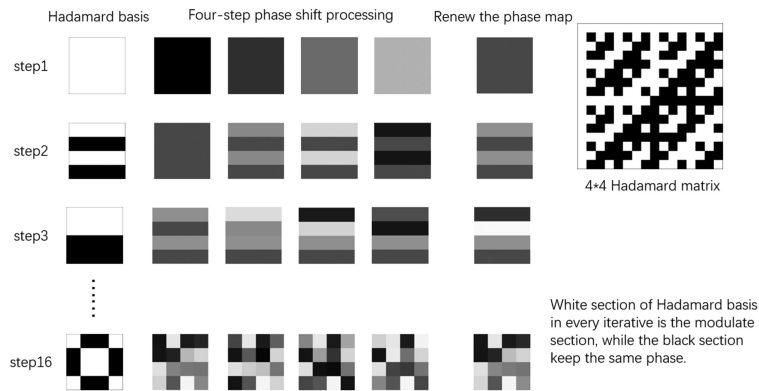 Hadamard basis
Four-step phase shift processing
Renew the phase map
step1
step2
4*4 Hadamard matrix
step3
step16
White section of Hadamard basis
in every iterative is the modulate
section, while the black section
keep the same phase.